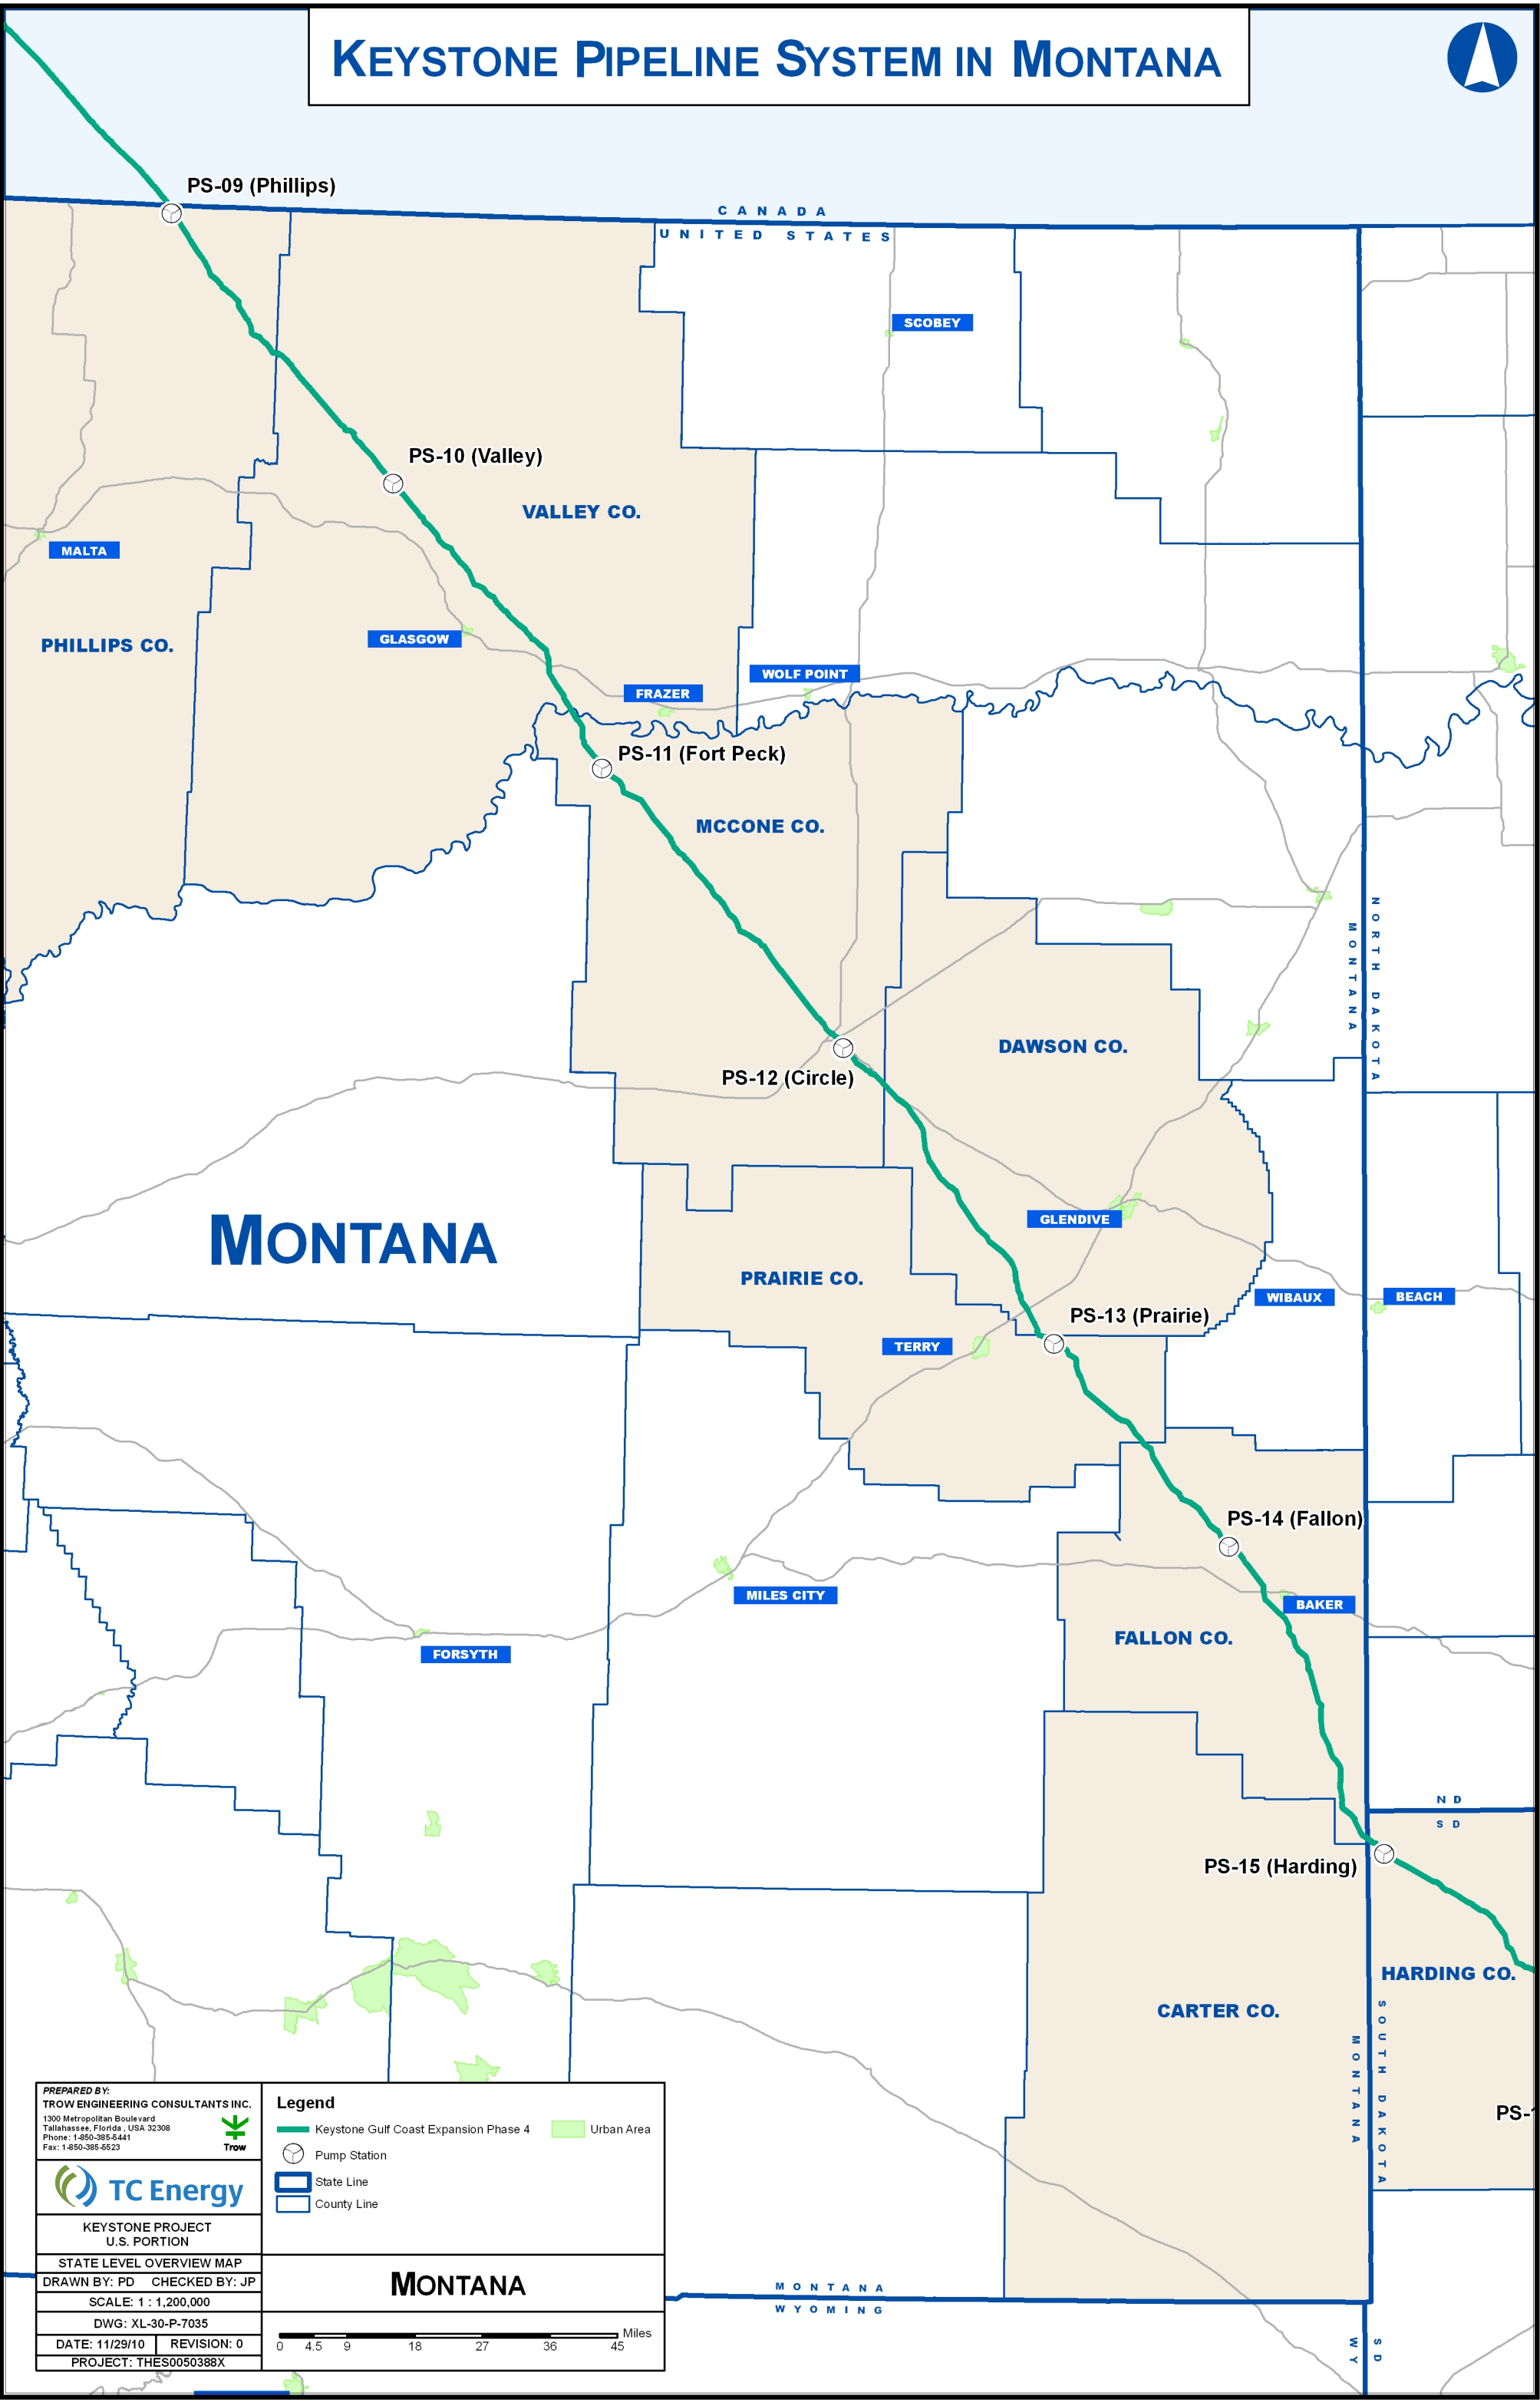 KEYSTONE PIPELINE SYSTEM IN MONTANA
PS-09 (Phillips)
CANADA
UNITED STATES
SCOBEY
PS-10 (Valley)
VALLEY CO.
MALTA
PHILLIPS CO.
GLASGOW
WOLF POINT
FRAZER
PS-11 (Fort Peck)
MCCONE CO.
NORTH DAKOTA
MONTANA
DAWSON CO.
PS-12 (Circle)
MONTANA
GLENDIVE
PRAIRIE CO.
WIBAUX
BEACH
PS-13 (Prairie)
TERRY
PS-14 (Fallon)
MILES CITY
BAKER
FALLON CO.
FORSYTH
ND
SD
PS-15 (Harding)
HARDING CO.
CARTER CO.
SOUTH DAKOTA
MONTANA
PS-1
PREPARED BY:
TROW ENGINEERING CONSULTANTS INC.
1300 Metropolitan Boulevard
Tallahassee, Florida , USA 32308
Phone: 1-850-385-5441
Fax: 1-850-385-5523
Trow
TC Energy
KEYSTONE PROJECT
U.S. PORTION
STATE LEVEL OVERVIEW MAP
DRAWN BY: PD CHECKED BY: JP
SCALE: 1 : 1,200,000
DWG: XL-30-P-7035
DATE: 11/29/10 REVISION: 0
PROJECT: THES0050388X
Legend
Keystone Gulf Coast Expansion Phase 4
Urban Area
Pump Station
State Line
County Line
MONTANA
Miles
0 4.5 9 18 27 36 45
MONTANA
WYOMING
WY
SD